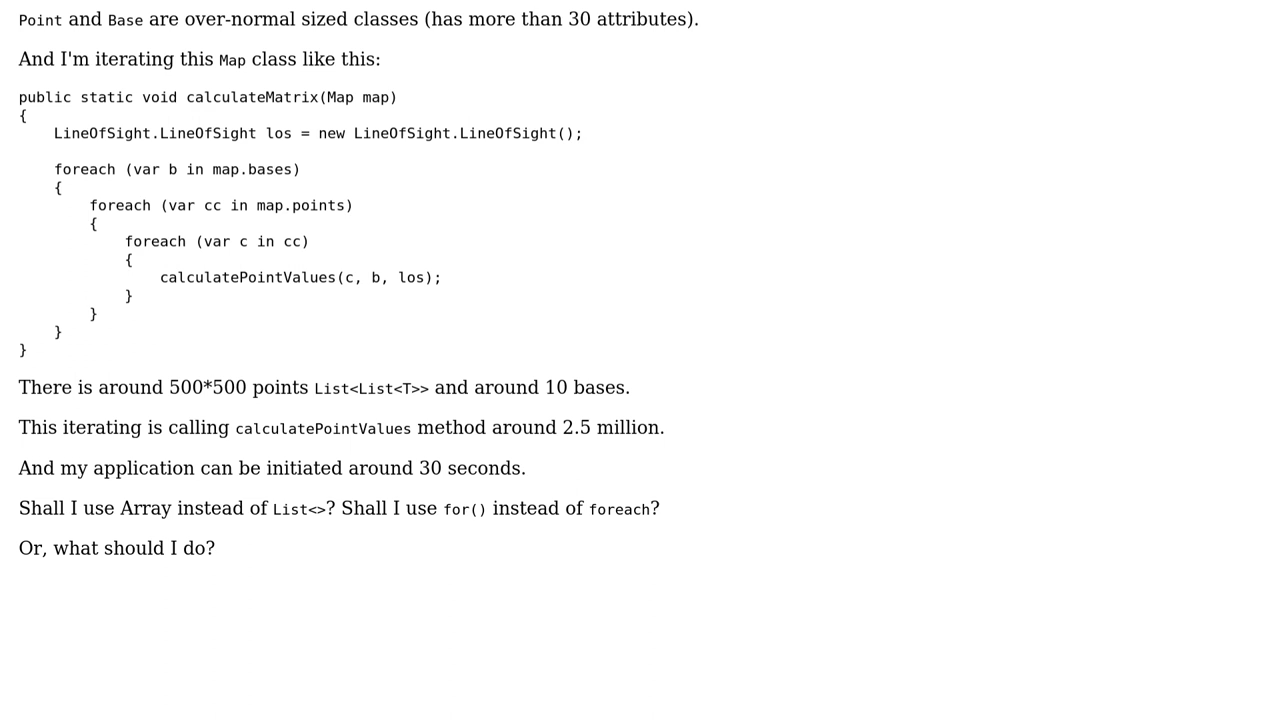 Point and Base are over-normal sized classes (has more than 30 attributes).
And I'm iterating this Map class like this:
public static void calculateMatrix(Map map)
{
    LineOfSight.LineOfSight los = new LineOfSight.LineOfSight();
    foreach (var b in map.bases)
    {
        foreach (var cc in map.points)
        {
            foreach (var c in cc)
            {
                calculatePointValues(c, b, los);
            }
        }
    }
}
There is around 500*500 points List<List<T>> and around 10 bases.
This iterating is calling calculatePointValues method around 2.5 million.
And my application can be initiated around 30 seconds.
Shall I use Array instead of List<>? Shall I use for() instead of foreach?
Or, what should I do?